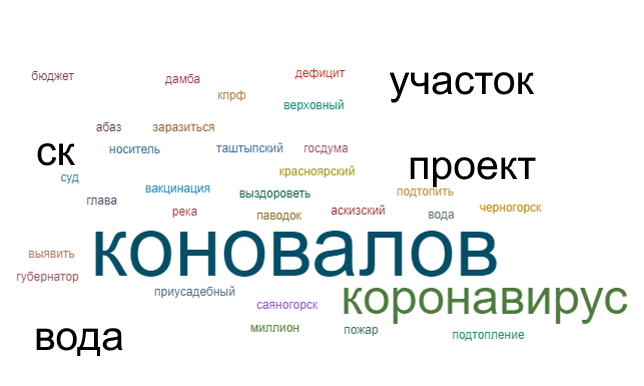 бюджет
дамба
дефицит
участок
кпрф
верховный
абаз
заразиться
ск
носитель
таштыпский
госдума
проект
красноярский
суд
вакцинация
выздороветь
подтопить
глава
река
паводок
аскизский
вода
черногорск
коновалов
выявить
губернатор
приусадебный
саяногорск
коронавирус
миллион
пожар
вода
подтопление